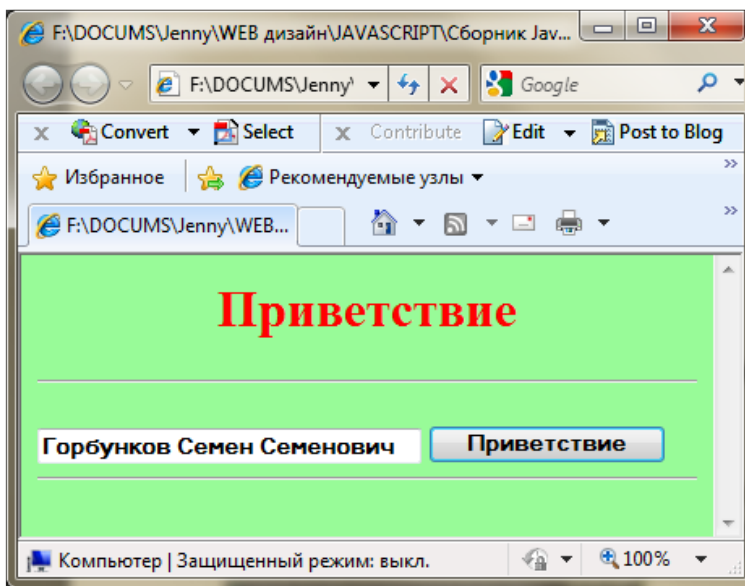 F:\DOCUMS\Jenny\WEB дизайн\JAVASCRIPT\Сборник Jav...
F:\DOCUMS\Jenny\ Google
x Convert Select x Contribute Edit Post to Blog
Избранное Рекомендуемые узлы »
F:\DOCUMS\Jenny\WEB... »
Приветствие
Горбунков Семен Семенович Приветствие
Компьютер | Защищенный режим: выкл. 100%